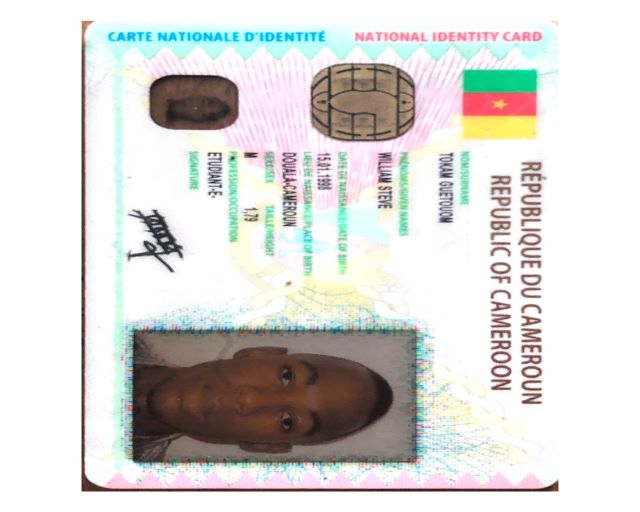 RÉPUBLIQUE DU CAMEROUN
REPUBLIC OF CAMEROON
NATIONAL IDENTITY CARD
CARTE NATIONALE D'IDENTITÉ
NOM/SURNAME
TOKAM GUETOUOM
PRÉNOMS/GIVEN NAMES
WILLIAM STEVE
DATE DE NAISSANCE/DATE OF BIRTH
15.01.1998
LIEU DE NAISSANCE/PLACE OF BIRTH
DOUALA-CAMEROUN
SEXE/SEX TAILLE/HEIGHT
M 1,79
PROFESSION/OCCUPATION
ETUDIANT-E-
SIGNATURE